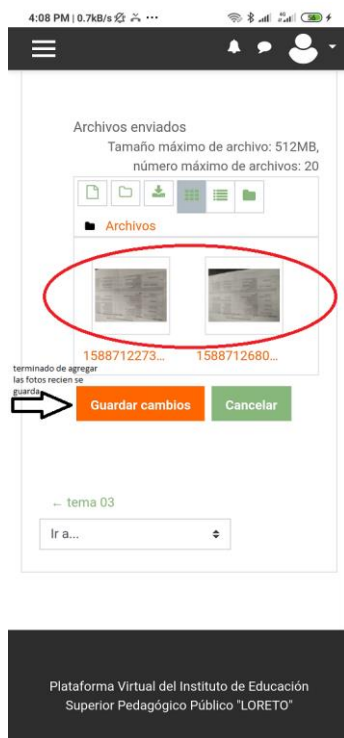 4:08 PM | 0.7kB/s
Archivos enviados
Tamaño máximo de archivo: 512MB,
número máximo de archivos: 20
Archivos
1588712273...
1588712680...
terminado de agregar
las fotos recien se
guarda
Guardar cambios
Cancelar
← tema 03
Ir a...
Plataforma Virtual del Instituto de Educación
Superior Pedagógico Público "LORETO"